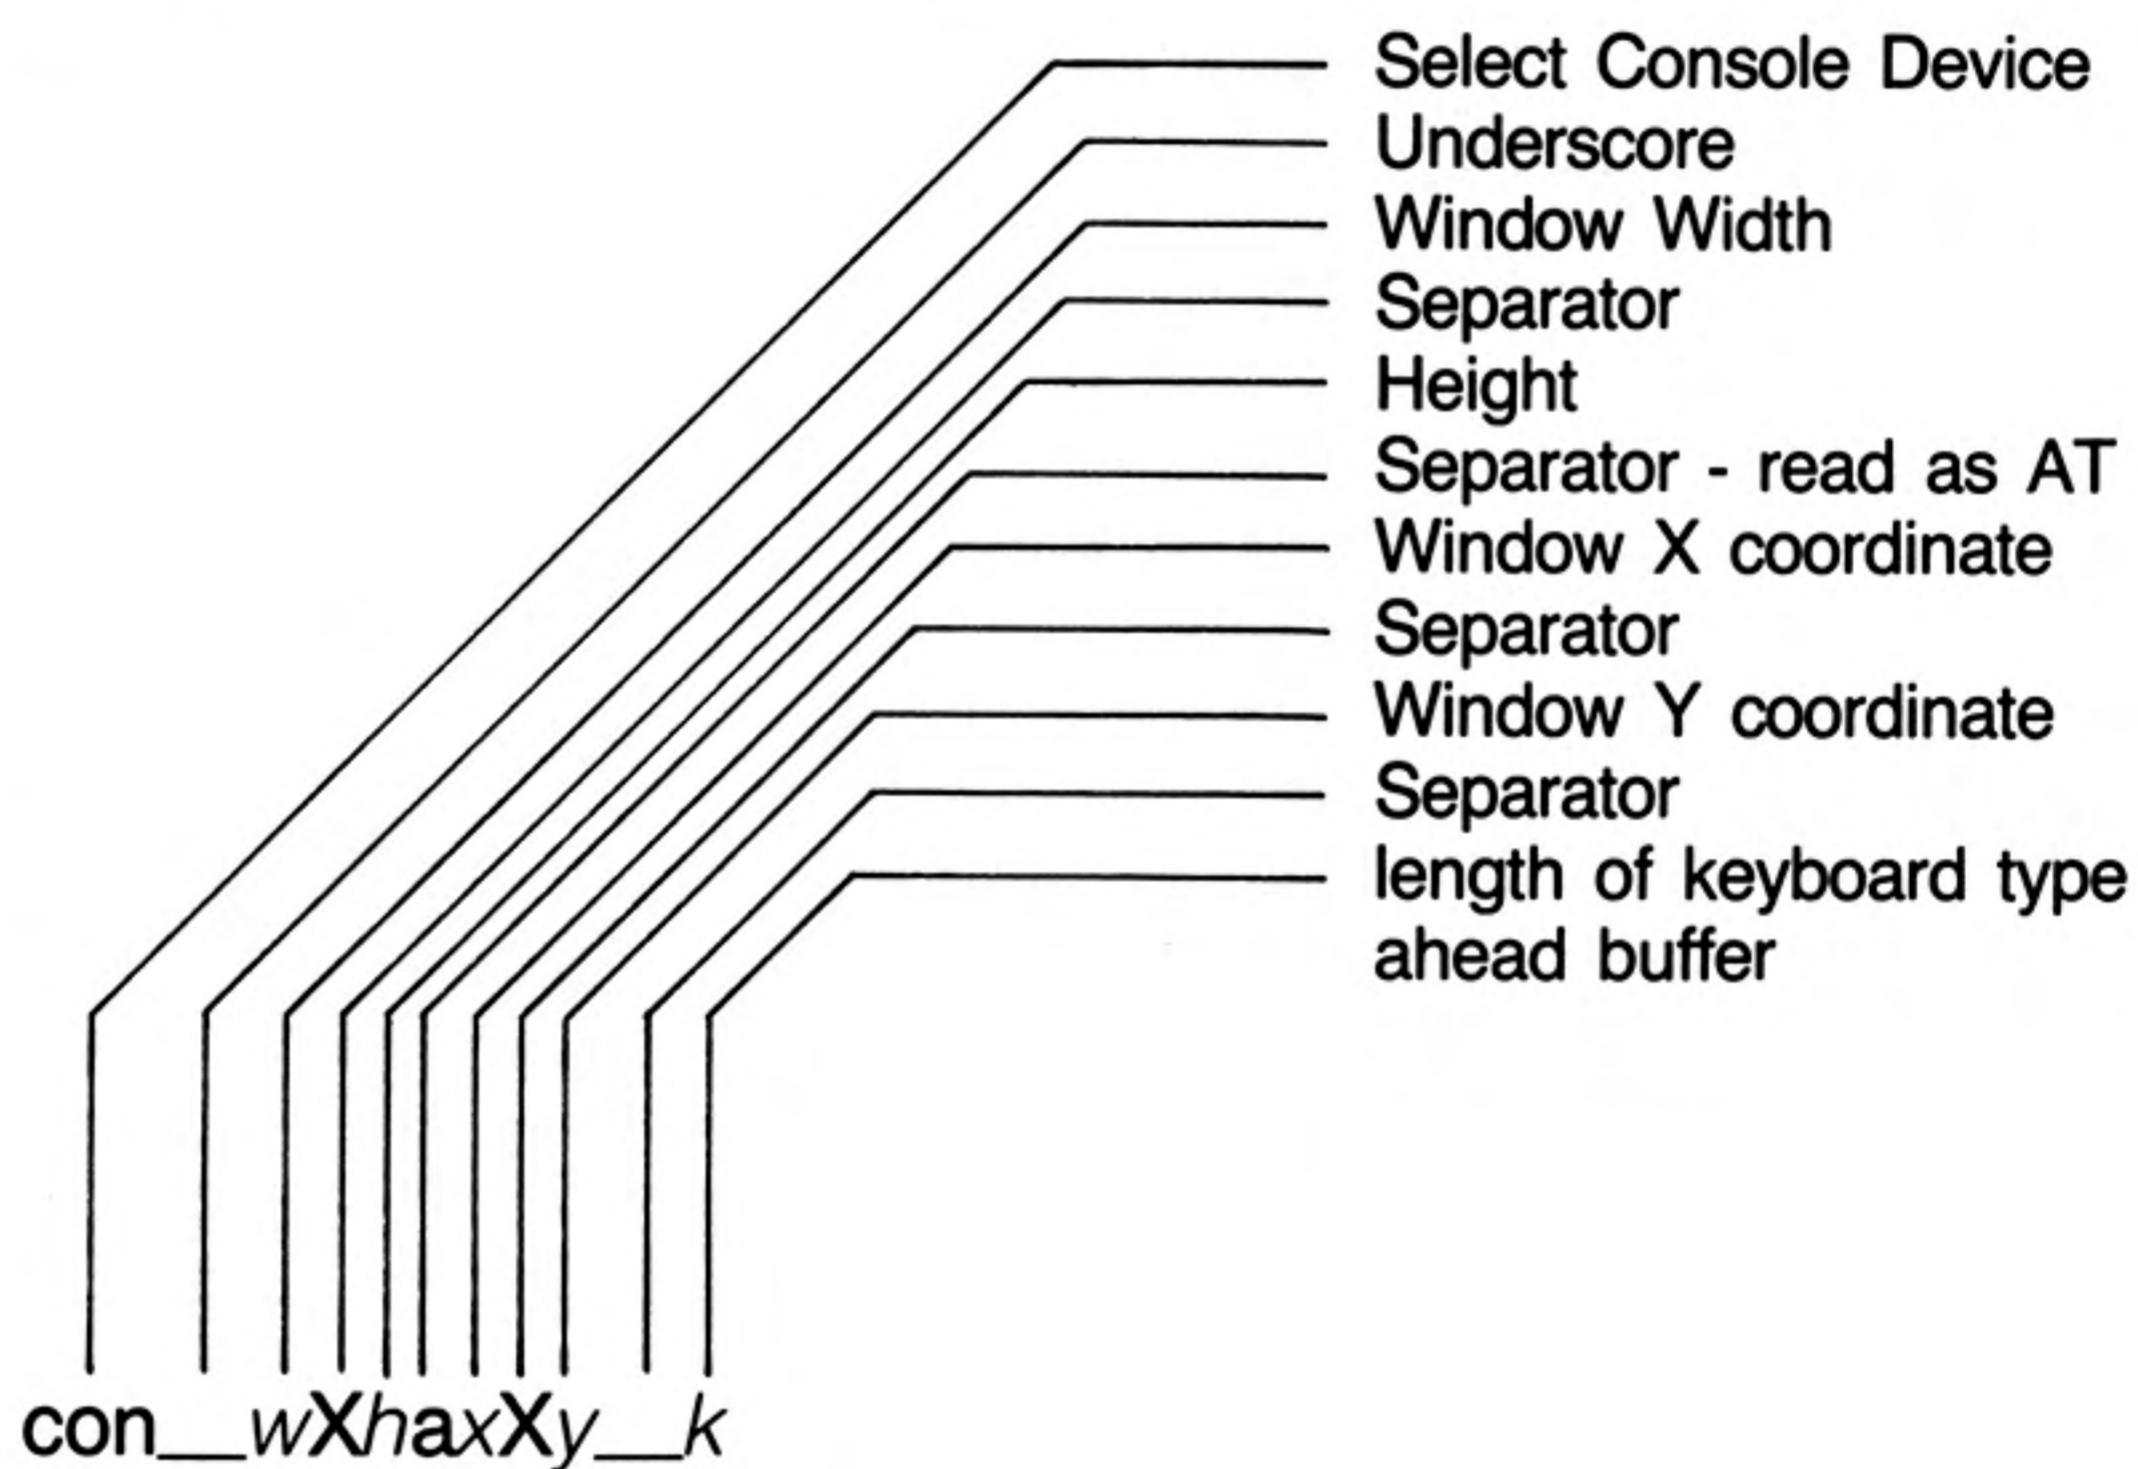 Select Console Device
Underscore
Window Width
Separator
Height
Separator - read as AT
Window X coordinate
Separator
Window Y coordinate
Separator
length of keyboard type
ahead buffer
con__wXhaxXy__k